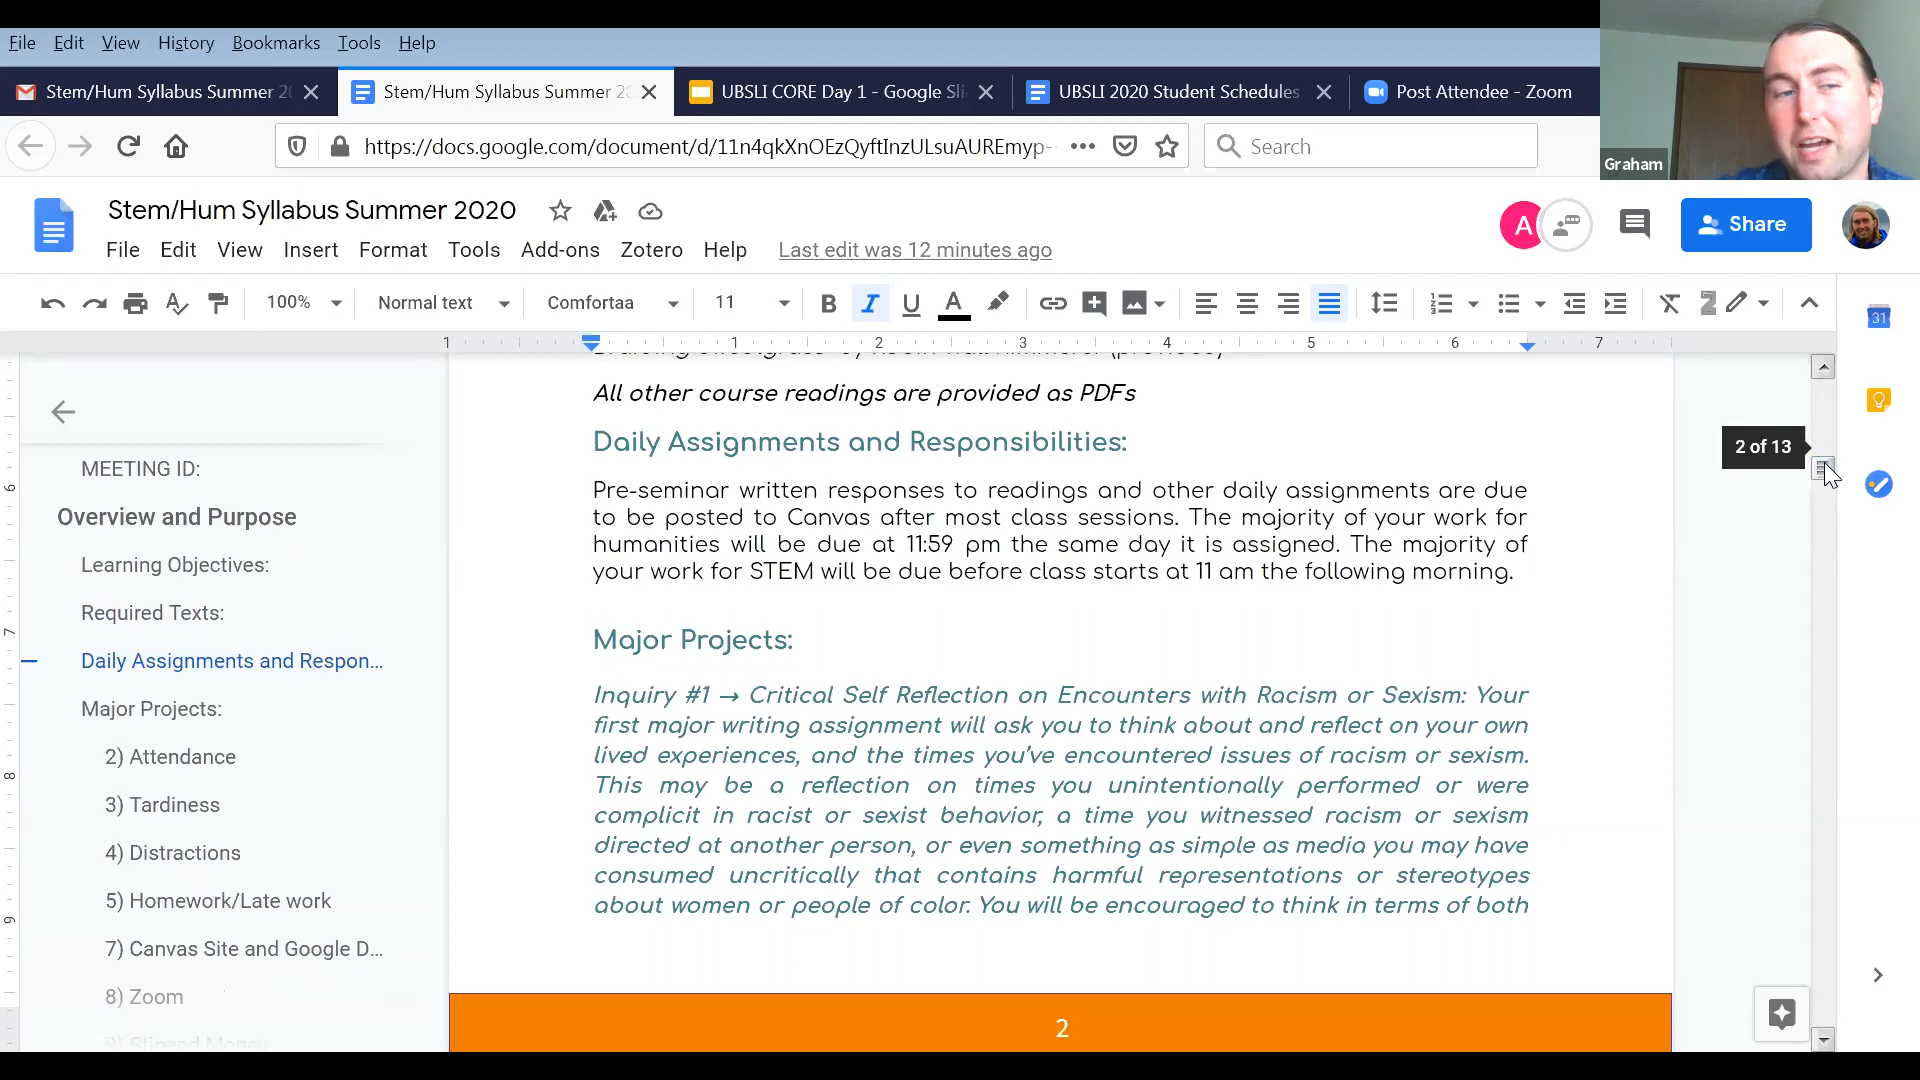 File Edit View History Bookmarks Tools Help
Stem/Hum Syllabus Summer 20
Stem/Hum Syllabus Summer 20
UBSLI CORE Day 1 - Google Sli
UBSLI 2020 Student Schedules
Post Attendee - Zoom
https://docs.google.com/document/d/11n4qkXnOEzQyftInzULsuAUREmyp-
Search
Graham
Stem/Hum Syllabus Summer 2020
A
Share
File Edit View Insert Format Tools Add-ons Zotero Help Last edit was 12 minutes ago
100% Normal text Comfortaa 11 B I U A
31
1 1 2 3 4 5 6 7
All other course readings are provided as PDFs
Daily Assignments and Responsibilities:
Pre-seminar written responses to readings and other daily assignments are due
to be posted to Canvas after most class sessions. The majority of your work for
humanities will be due at 11:59 pm the same day it is assigned. The majority of
your work for STEM will be due before class starts at 11 am the following morning.
Major Projects:
Inquiry #1 → Critical Self Reflection on Encounters with Racism or Sexism: Your
first major writing assignment will ask you to think about and reflect on your own
lived experiences, and the times you've encountered issues of racism or sexism.
This may be a reflection on times you unintentionally performed or were
complicit in racist or sexist behavior, a time you witnessed racism or sexism
directed at another person, or even something as simple as media you may have
consumed uncritically that contains harmful representations or stereotypes
about women or people of color. You will be encouraged to think in terms of both
2
2 of 13
MEETING ID:
Overview and Purpose
Learning Objectives:
Required Texts:
Daily Assignments and Respon...
Major Projects:
2) Attendance
3) Tardiness
4) Distractions
5) Homework/Late work
7) Canvas Site and Google D...
8) Zoom
6
7
8
9